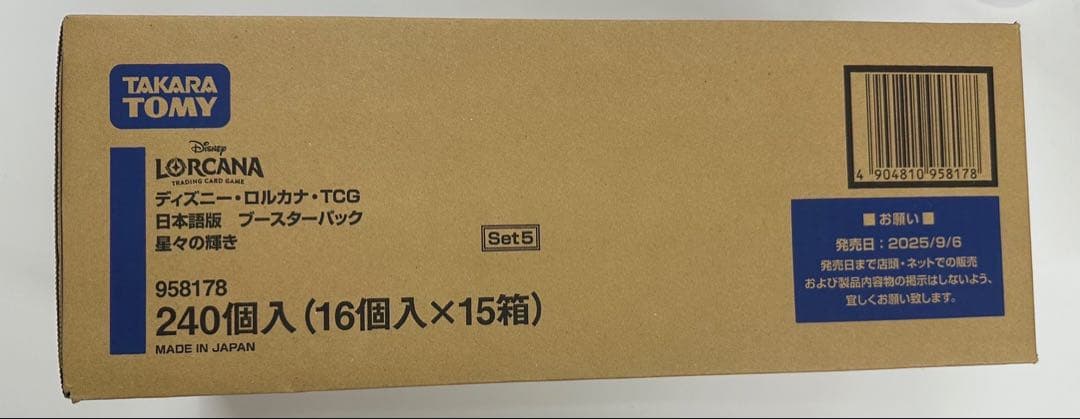 TAKARA
TOMY
Disney
LORCANA
TRADING CARD GAME
ディズニー・ロルカナ・TCG
日本語版 ブースターパック
星々の輝き
Set5
958178
240個入(16個入×15箱)
MADE IN JAPAN
4 904810 958178
■お願い■
発売日:2025/9/6
発売日まで店頭・ネットでの販売
および製品内容物の掲示はしないよう、
宜しくお願い致します。